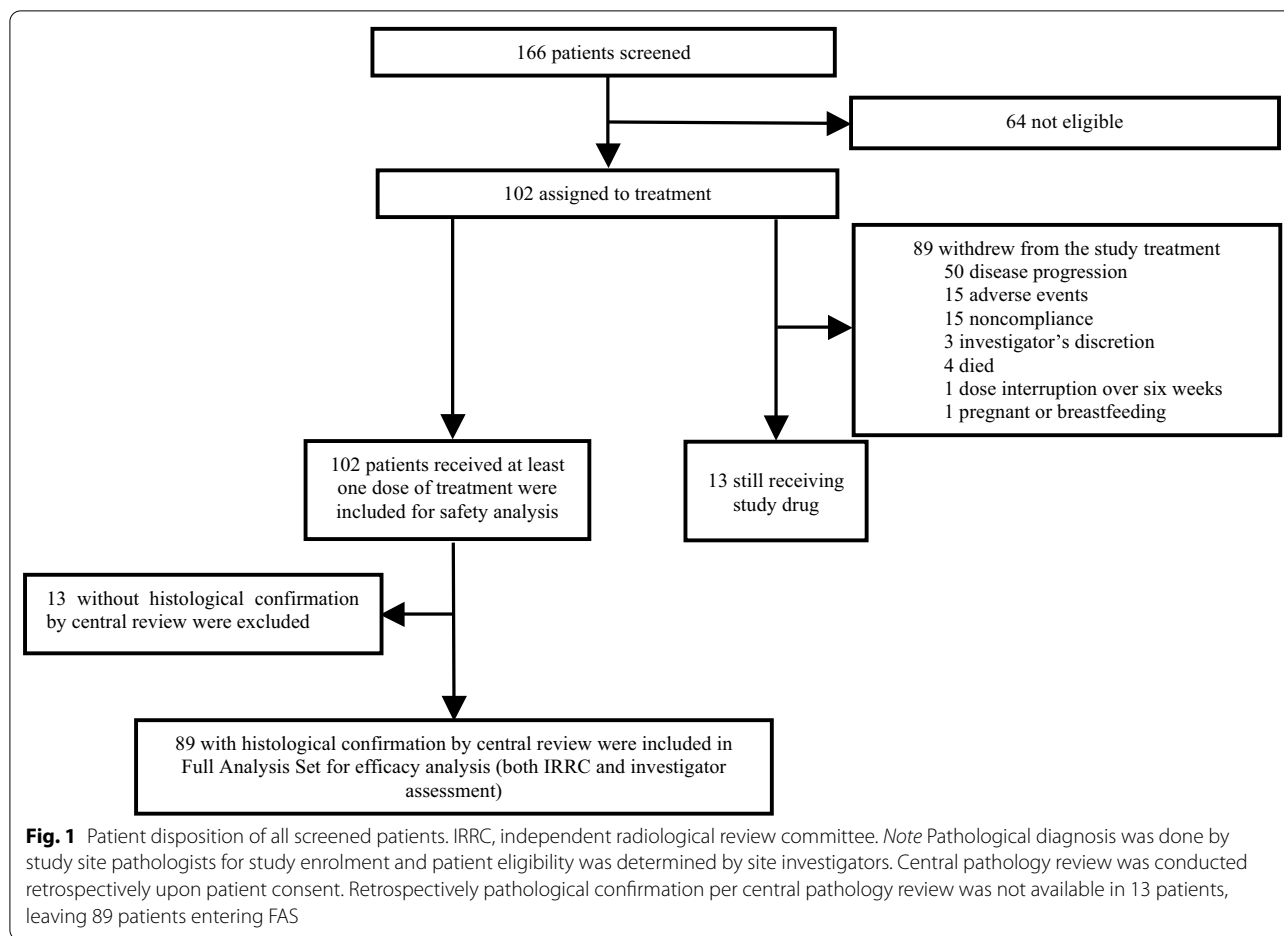 166 patients screened
64 not eligible
102 assigned to treatment
89 withdrew from the study treatment
50 disease progression
15 adverse events
15 noncompliance
3 investigator’s discretion
4 died
1 dose interruption over six weeks
1 pregnant or breastfeeding
102 patients received at least
one dose of treatment were
included for safety analysis
13 still receiving
study drug
13 without histological confirmation
by central review were excluded
89 with histological confirmation by central review were included in
Full Analysis Set for efficacy analysis (both IRRC and investigator
assessment)
Fig. 1 Patient disposition of all screened patients. IRRC, independent radiological review committee. Note Pathological diagnosis was done by
study site pathologists for study enrolment and patient eligibility was determined by site investigators. Central pathology review was conducted
retrospectively upon patient consent. Retrospectively pathological confirmation per central pathology review was not available in 13 patients,
leaving 89 patients entering FAS